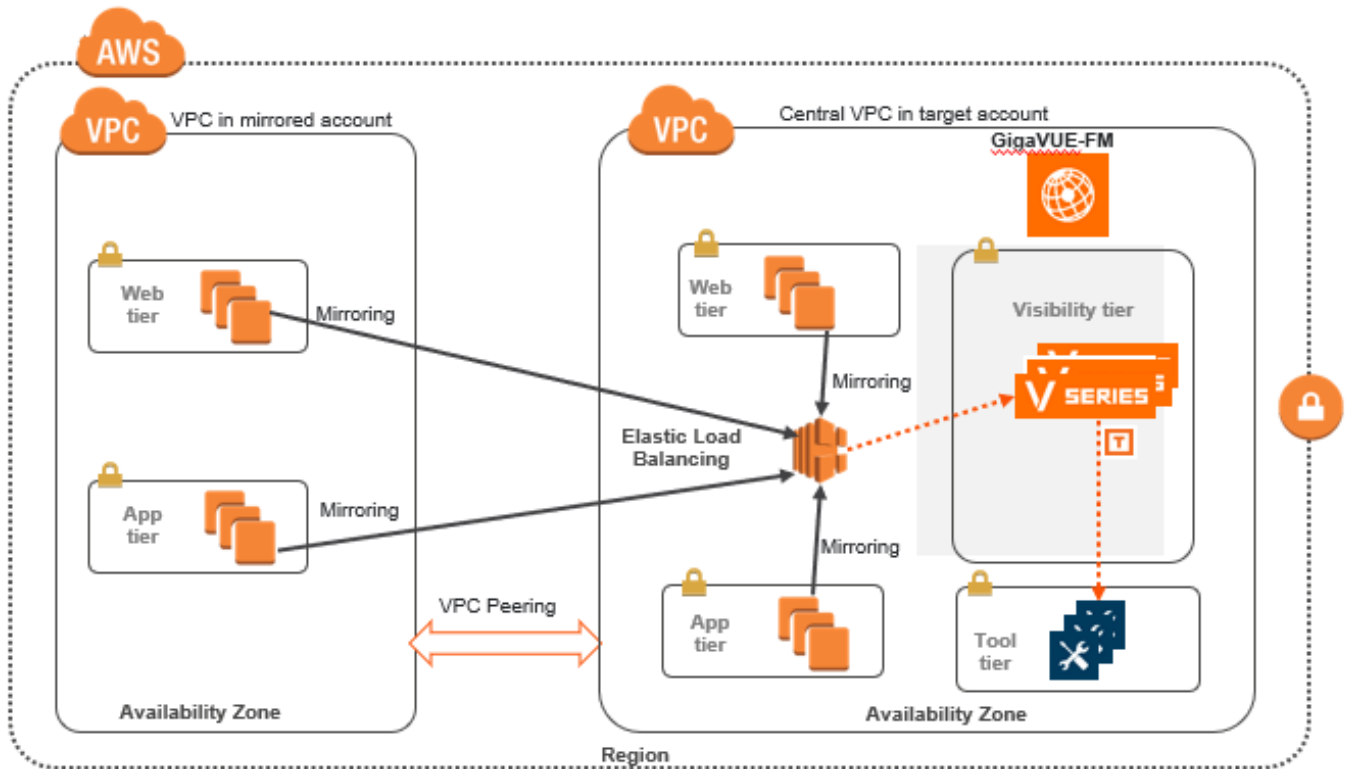 AWS
VPC
VPC in mirrored account
VPC
Central VPC in target account
GigaVUE-FM
Web
tier
Mirroring
Web
tier
Visibility tier
Mirroring
V SERIES
Elastic Load
Balancing
T
App
tier
Mirroring
Mirroring
VPC Peering
App
tier
Tool
tier
Availability Zone
Availability Zone
Region